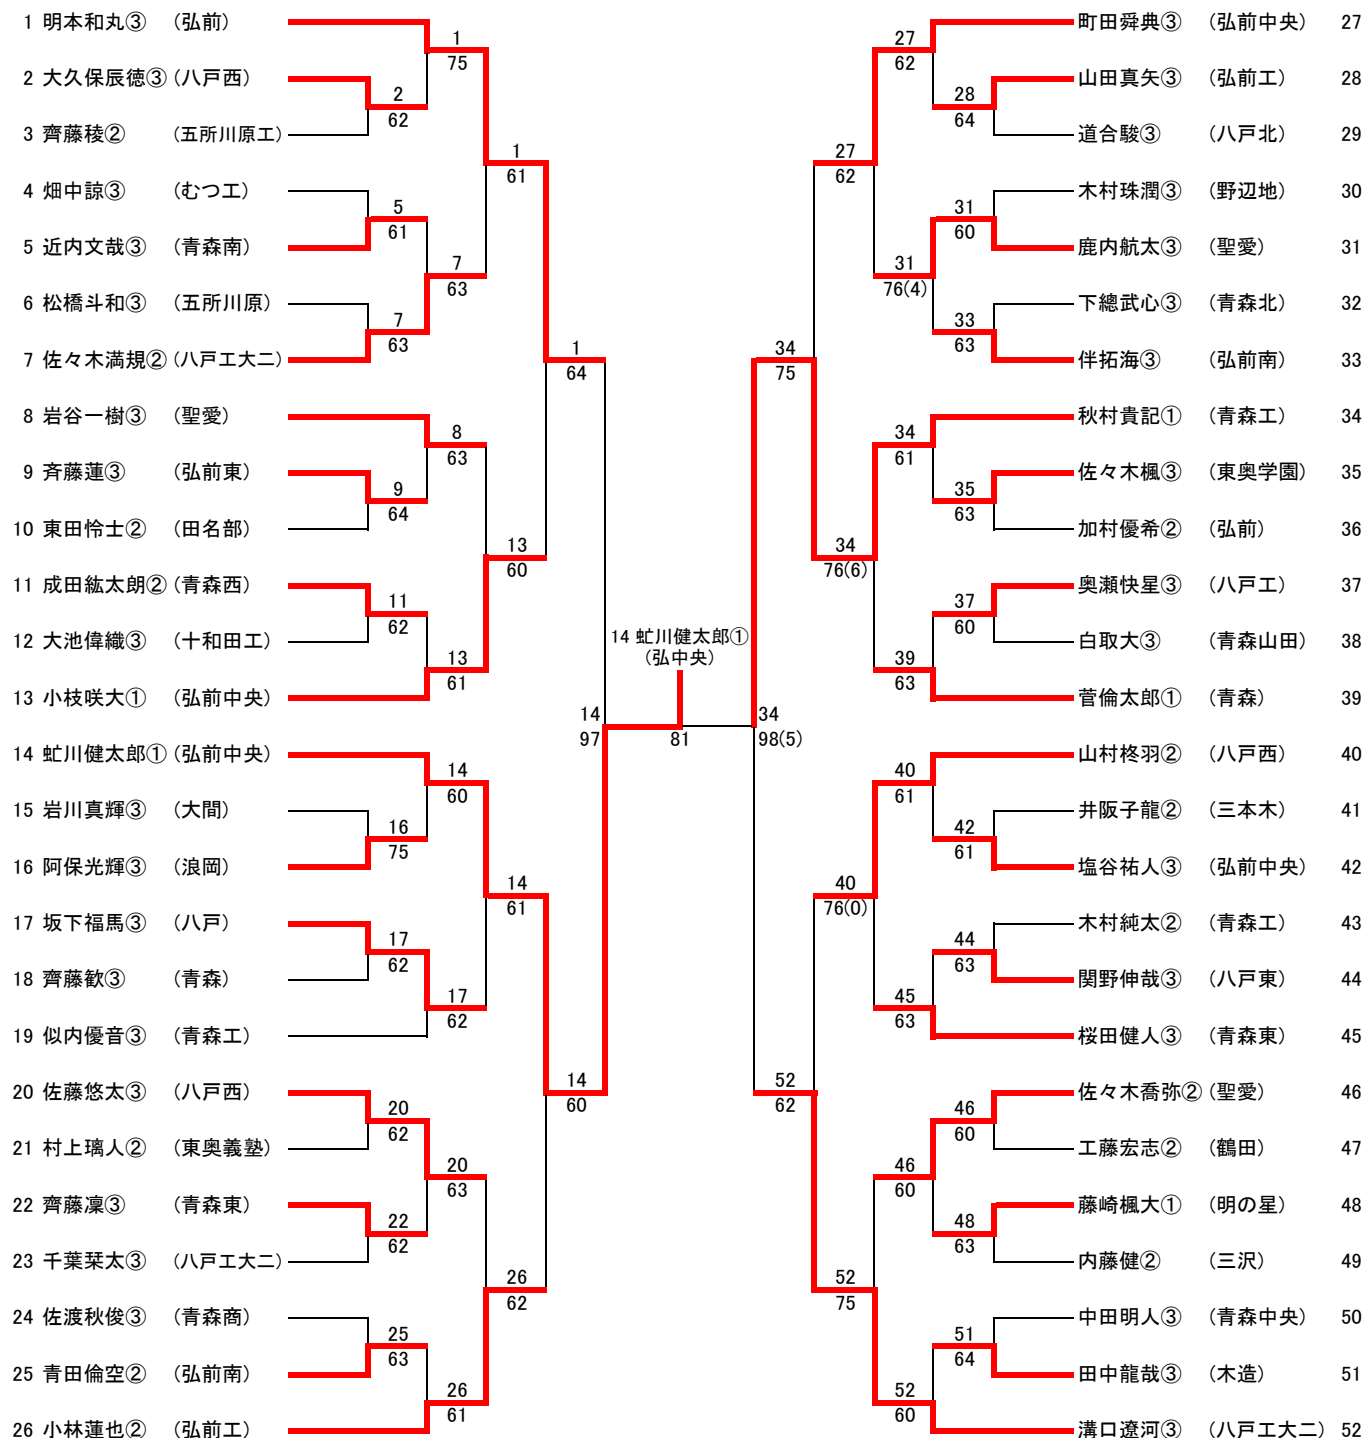 1 明本和丸③ (弘前)
2 大久保辰徳③ (八戸西)
3 齊藤稜② (五所川原工)
4 畑中諒③ (むつ工)
5 近内文哉③ (青森南)
6 松橋斗和③ (五所川原)
7 佐々木満規② (八戸工大二)
8 岩谷一樹③ (聖愛)
9 斉藤蓮③ (弘前東)
10 東田怜士② (田名部)
11 成田紘太朗② (青森西)
12 大池偉織③ (十和田工)
13 小枝咲大① (弘前中央)
14 虻川健太郎① (弘前中央)
15 岩川真輝③ (大間)
16 阿保光輝③ (浪岡)
17 坂下福馬③ (八戸)
18 齊藤歓③ (青森)
19 似内優音③ (青森工)
20 佐藤悠太③ (八戸西)
21 村上璃人② (東奥義塾)
22 齊藤凜③ (青森東)
23 千葉栞太③ (八戸工大二)
24 佐渡秋俊③ (青森商)
25 青田倫空② (弘前南)
26 小林蓮也② (弘前工)
2
62
5
61
7
63
9
64
11
62
16
75
17
62
20
62
22
62
25
63
1
75
7
63
8
63
13
61
14
60
17
62
20
63
26
61
1
61
13
60
14
61
26
62
1
64
14
60
14
97
14 虻川健太郎①
(弘中央)
81
34
98(5)
34
75
52
62
27
62
34
76(6)
40
76(0)
52
75
27
62
31
76(4)
34
61
39
63
40
61
45
63
46
60
52
60
28
64
31
60
33
63
35
63
37
60
42
61
44
63
46
60
48
63
51
64
町田舜典③ (弘前中央) 27
山田真矢③ (弘前工) 28
道合駿③ (八戸北) 29
木村珠潤③ (野辺地) 30
鹿内航太③ (聖愛) 31
下總武心③ (青森北) 32
伴拓海③ (弘前南) 33
秋村貴記① (青森工) 34
佐々木楓③ (東奥学園) 35
加村優希② (弘前) 36
奥瀬快星③ (八戸工) 37
白取大③ (青森山田) 38
菅倫太郎① (青森) 39
山村柊羽② (八戸西) 40
井阪子龍② (三本木) 41
塩谷祐人③ (弘前中央) 42
木村純太② (青森工) 43
関野伸哉③ (八戸東) 44
桜田健人③ (青森東) 45
佐々木喬弥② (聖愛) 46
工藤宏志② (鶴田) 47
藤崎楓大① (明の星) 48
内藤健② (三沢) 49
中田明人③ (青森中央) 50
田中龍哉③ (木造) 51
溝口遼河③ (八戸工大二) 52